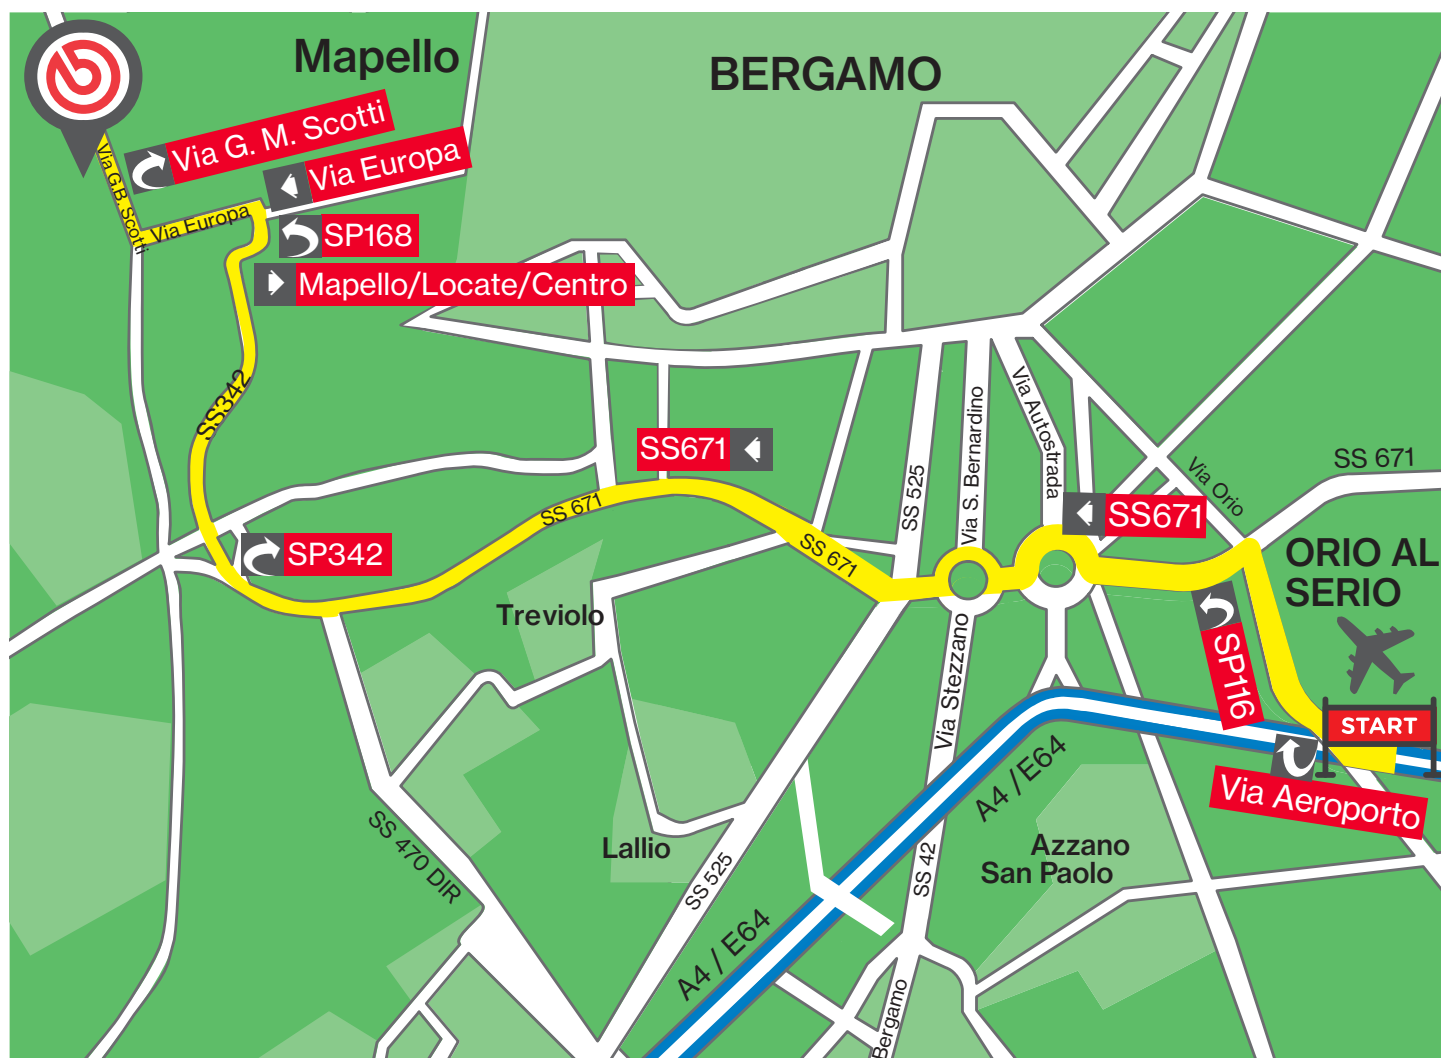 Mapello
BERGAMO
Via G. M. Scotti
Via Europa
Via G.B. Scotti
Via Europa
SP168
Mapello/Locate/Centro
SS342
SS671
SS 671
SS 671
SP342
SS 525
Via S. Bernardino
Via Autostrada
Via Orio
SS 671
SS671
ORIO AL
SERIO
SP116
START
Via Aeroporto
Treviolo
Via Stezzano
A4 / E64
Lallio
SS 470 DIR
SS 525
SS 42
Azzano
San Paolo
A4 / E64
Bergamo